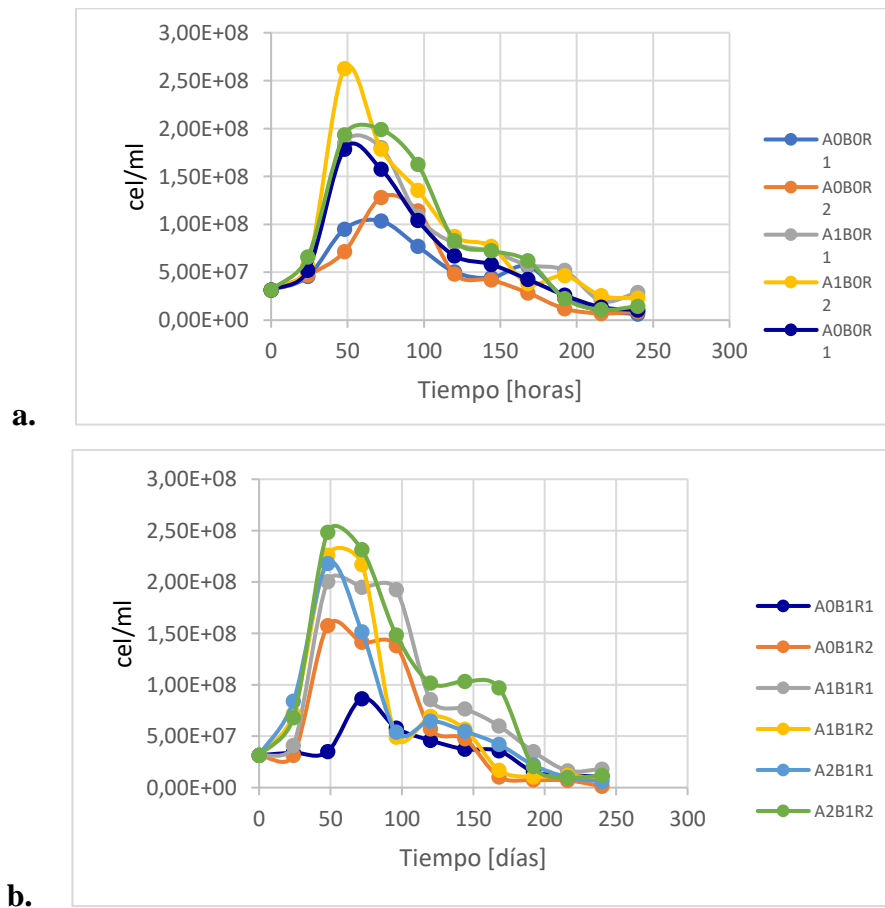 3,00E+08
2,50E+08
2,00E+08
1,50E+08
1,00E+08
5,00E+07
0,00E+00
cel/ml
0 50 100 150 200 250 300
Tiempo [horas]
A0B0R
1
A0B0R
2
A1B0R
1
A1B0R
2
A0B0R
1
a.
3,00E+08
2,50E+08
2,00E+08
1,50E+08
1,00E+08
5,00E+07
0,00E+00
cel/ml
0 50 100 150 200 250 300
Tiempo [días]
A0B1R1
A0B1R2
A1B1R1
A1B1R2
A2B1R1
A2B1R2
b.